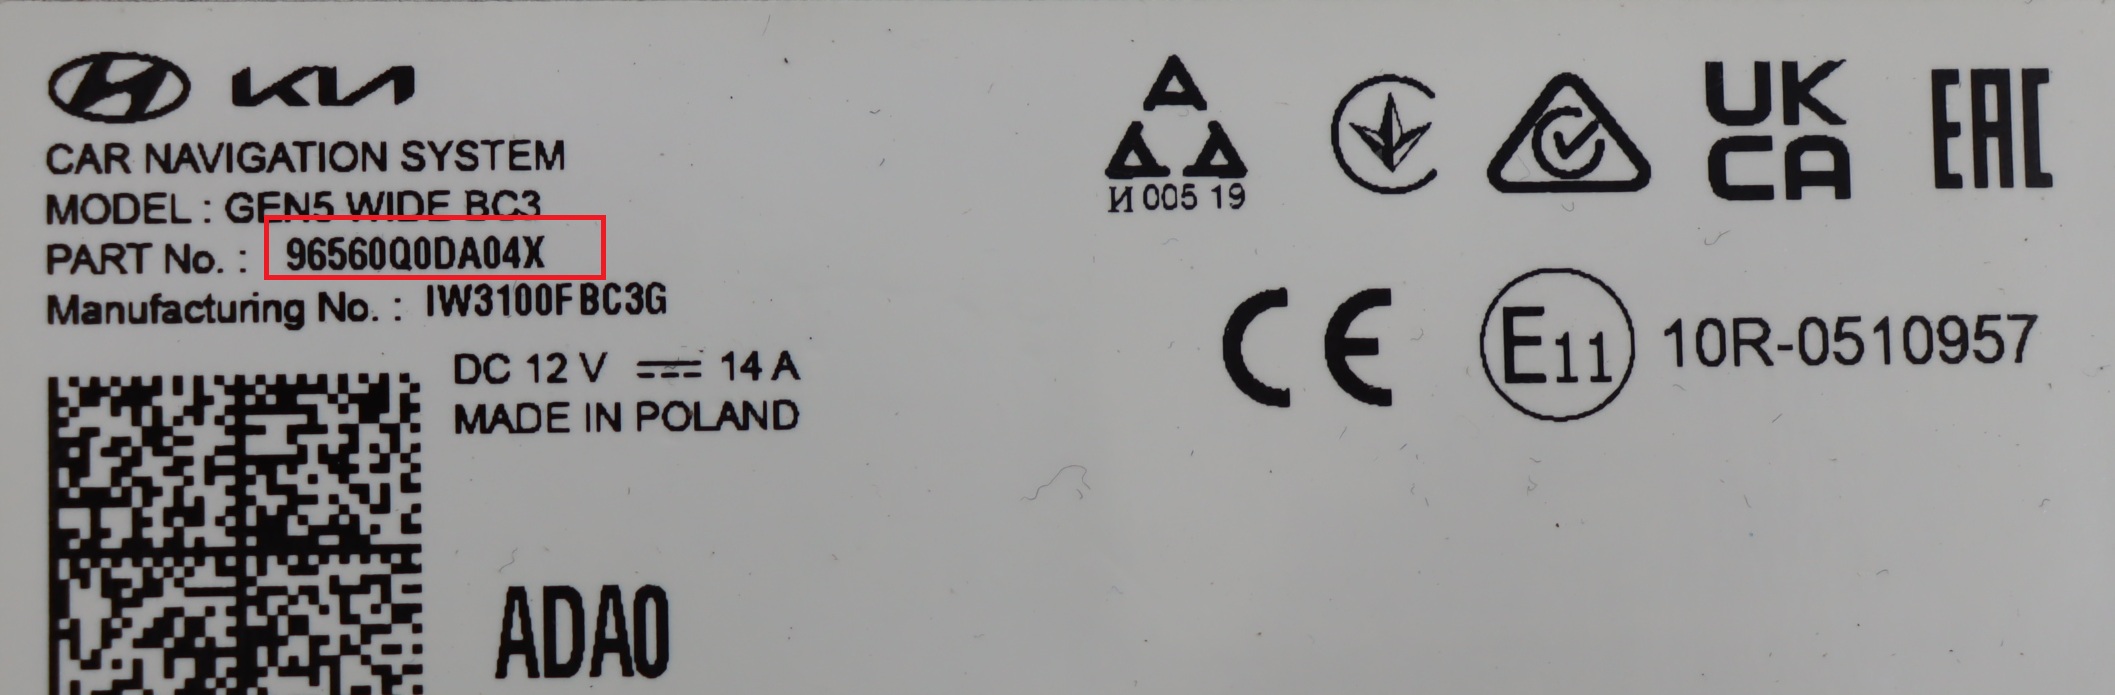 KIA
CAR NAVIGATION SYSTEM
MODEL : GEN5 WIDE BC3
PART No. : 96560Q0DA04X
Manufacturing No. : IW3100FBC3G
DC 12 V ⎓ 14 A
MADE IN POLAND
ADA0
И 005 19
UK
CA
EAC
CE
E11 10R-0510957